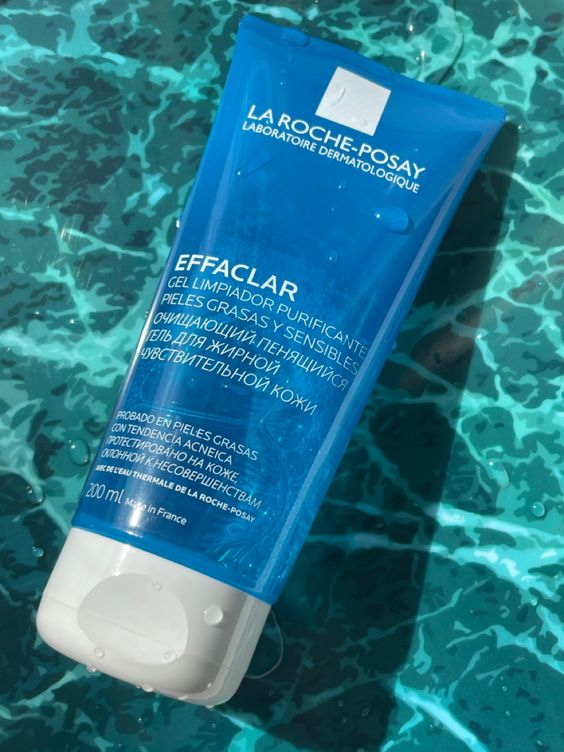 LA ROCHE-POSAY
LABORATOIRE DERMATOLOGIQUE
EFFACLAR
GEL LIMPIADOR PURIFICANTE
PIELES GRASAS Y SENSIBLES
ОЧИЩАЮЩИЙ ПЕНЯЩИЙСЯ
ГЕЛЬ ДЛЯ ЖИРНОЙ
ЧУВСТВИТЕЛЬНОЙ КОЖИ
PROBADO EN PIELES GRASAS
CON TENDENCIA ACNEICA
ПРОТЕСТИРОВАНО НА КОЖЕ,
СКЛОННОЙ К НЕСОВЕРШЕНСТВАМ
AVEC DE L'EAU THERMALE DE LA ROCHE-POSAY
200 ml Made in France